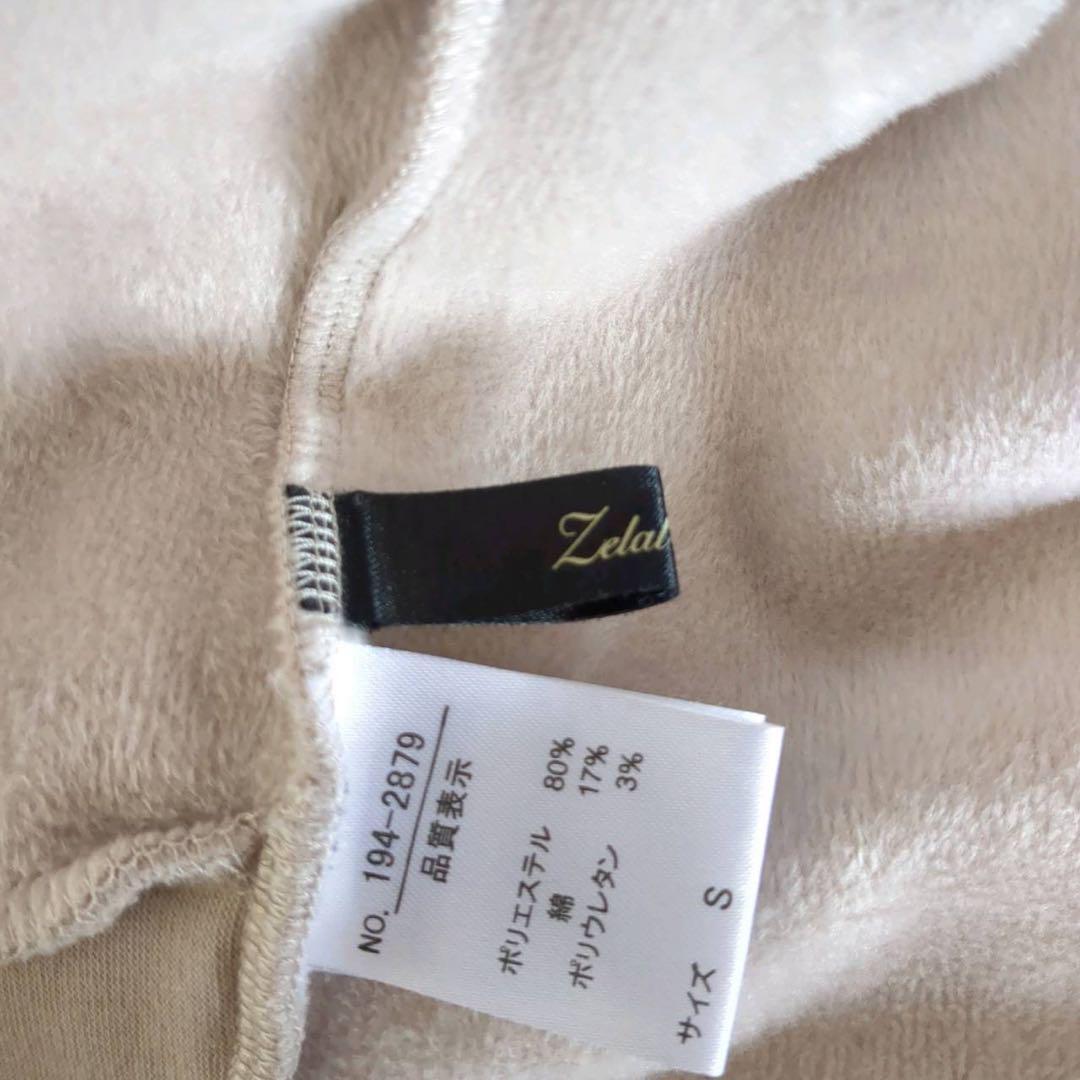 Zelal
NO. 194-2879
品質表示
ポリエステル 80%
綿 17%
ポリウレタン 3%
サイズ S